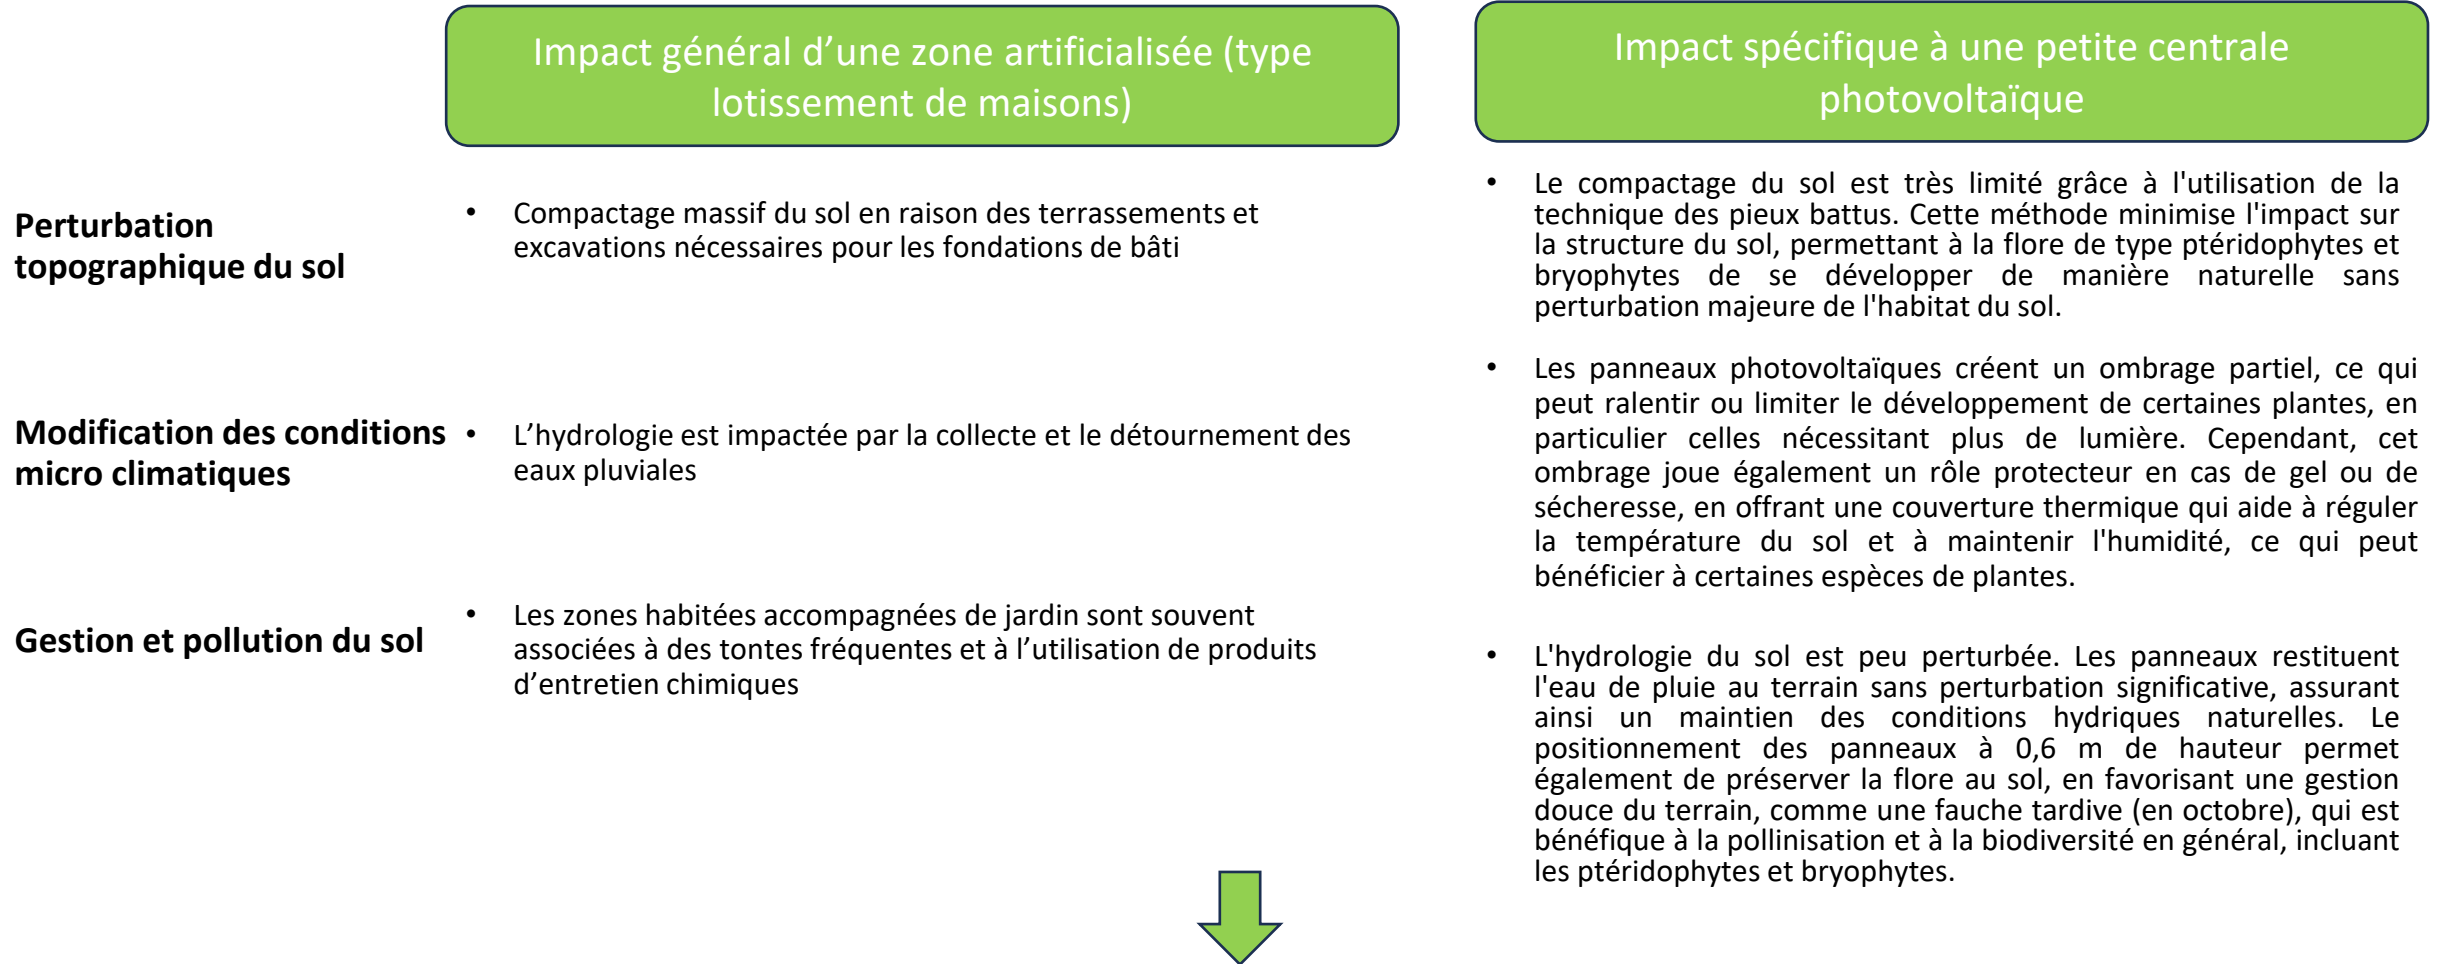 Impact général d’une zone artificialisée (type
lotissement de maisons)
Impact spécifique à une petite centrale
photovoltaïque
Perturbation
topographique du sol
• Compactage massif du sol en raison des terrassements et
excavations nécessaires pour les fondations de bâti
• Le compactage du sol est très limité grâce à l'utilisation de la
technique des pieux battus. Cette méthode minimise l'impact sur
la structure du sol, permettant à la flore de type ptéridophytes et
bryophytes de se développer de manière naturelle sans
perturbation majeure de l'habitat du sol.
Modification des conditions
micro climatiques
• L’hydrologie est impactée par la collecte et le détournement des
eaux pluviales
• Les panneaux photovoltaïques créent un ombrage partiel, ce qui
peut ralentir ou limiter le développement de certaines plantes, en
particulier celles nécessitant plus de lumière. Cependant, cet
ombrage joue également un rôle protecteur en cas de gel ou de
sécheresse, en offrant une couverture thermique qui aide à réguler
la température du sol et à maintenir l'humidité, ce qui peut
bénéficier à certaines espèces de plantes.
Gestion et pollution du sol
• Les zones habitées accompagnées de jardin sont souvent
associées à des tontes fréquentes et à l’utilisation de produits
d’entretien chimiques
• L'hydrologie du sol est peu perturbée. Les panneaux restituent
l'eau de pluie au terrain sans perturbation significative, assurant
ainsi un maintien des conditions hydriques naturelles. Le
positionnement des panneaux à 0,6 m de hauteur permet
également de préserver la flore au sol, en favorisant une gestion
douce du terrain, comme une fauche tardive (en octobre), qui est
bénéfique à la pollinisation et à la biodiversité en général, incluant
les ptéridophytes et bryophytes.